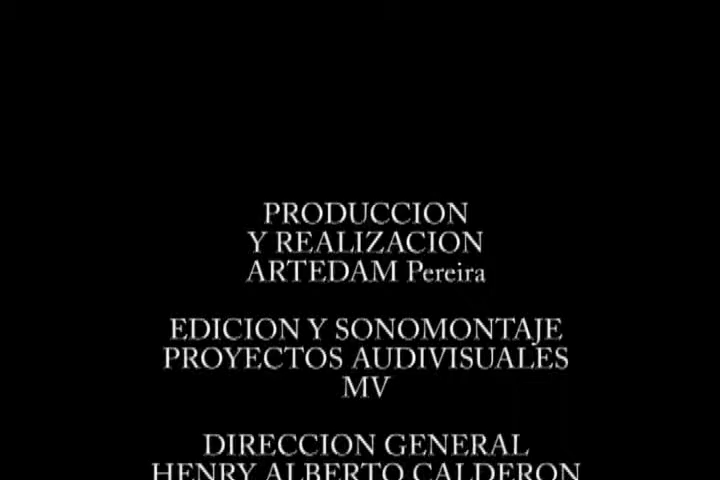 PRODUCCION
Y REALIZACION
ARTEDAM Pereira
EDICION Y SONOMONTAJE
PROYECTOS AUDIVISUALES
MV
DIRECCION GENERAL
HENRY ALBERTO CALDERON